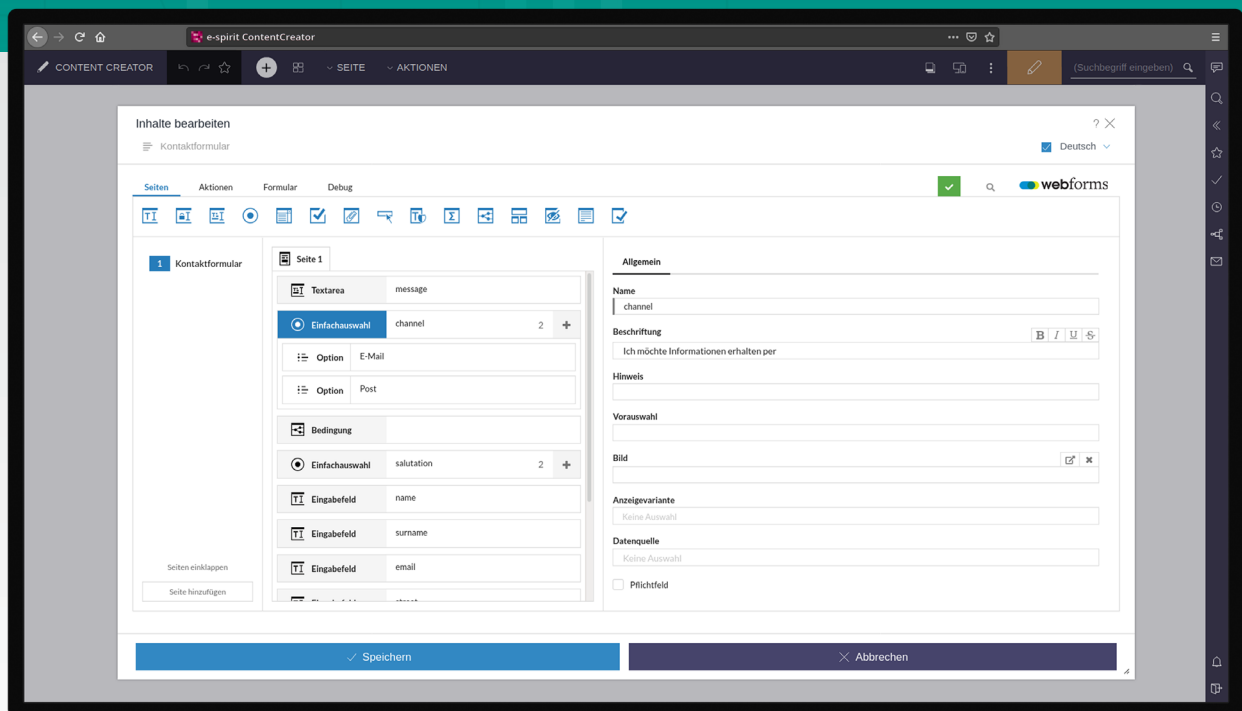 e-spirit ContentCreator
CONTENT CREATOR
SEITE
AKTIONEN
(Suchbegriff eingeben)
Inhalte bearbeiten
?
Kontaktformular
Deutsch
Seiten
Aktionen
Formular
Debug
webforms
1 Kontaktformular
Seite 1
Textarea message
Einfachauswahl channel 2 +
Option E-Mail
Option Post
Bedingung
Einfachauswahl salutation 2 +
Eingabefeld name
Eingabefeld surname
Eingabefeld email
Seiten einklappen
Seite hinzufügen
Allgemein
Name
channel
Beschriftung
B I U S
Ich möchte Informationen erhalten per
Hinweis
Vorauswahl
Bild
Anzeigevariante
Keine Auswahl
Datenquelle
Keine Auswahl
Pflichtfeld
Speichern
Abbrechen